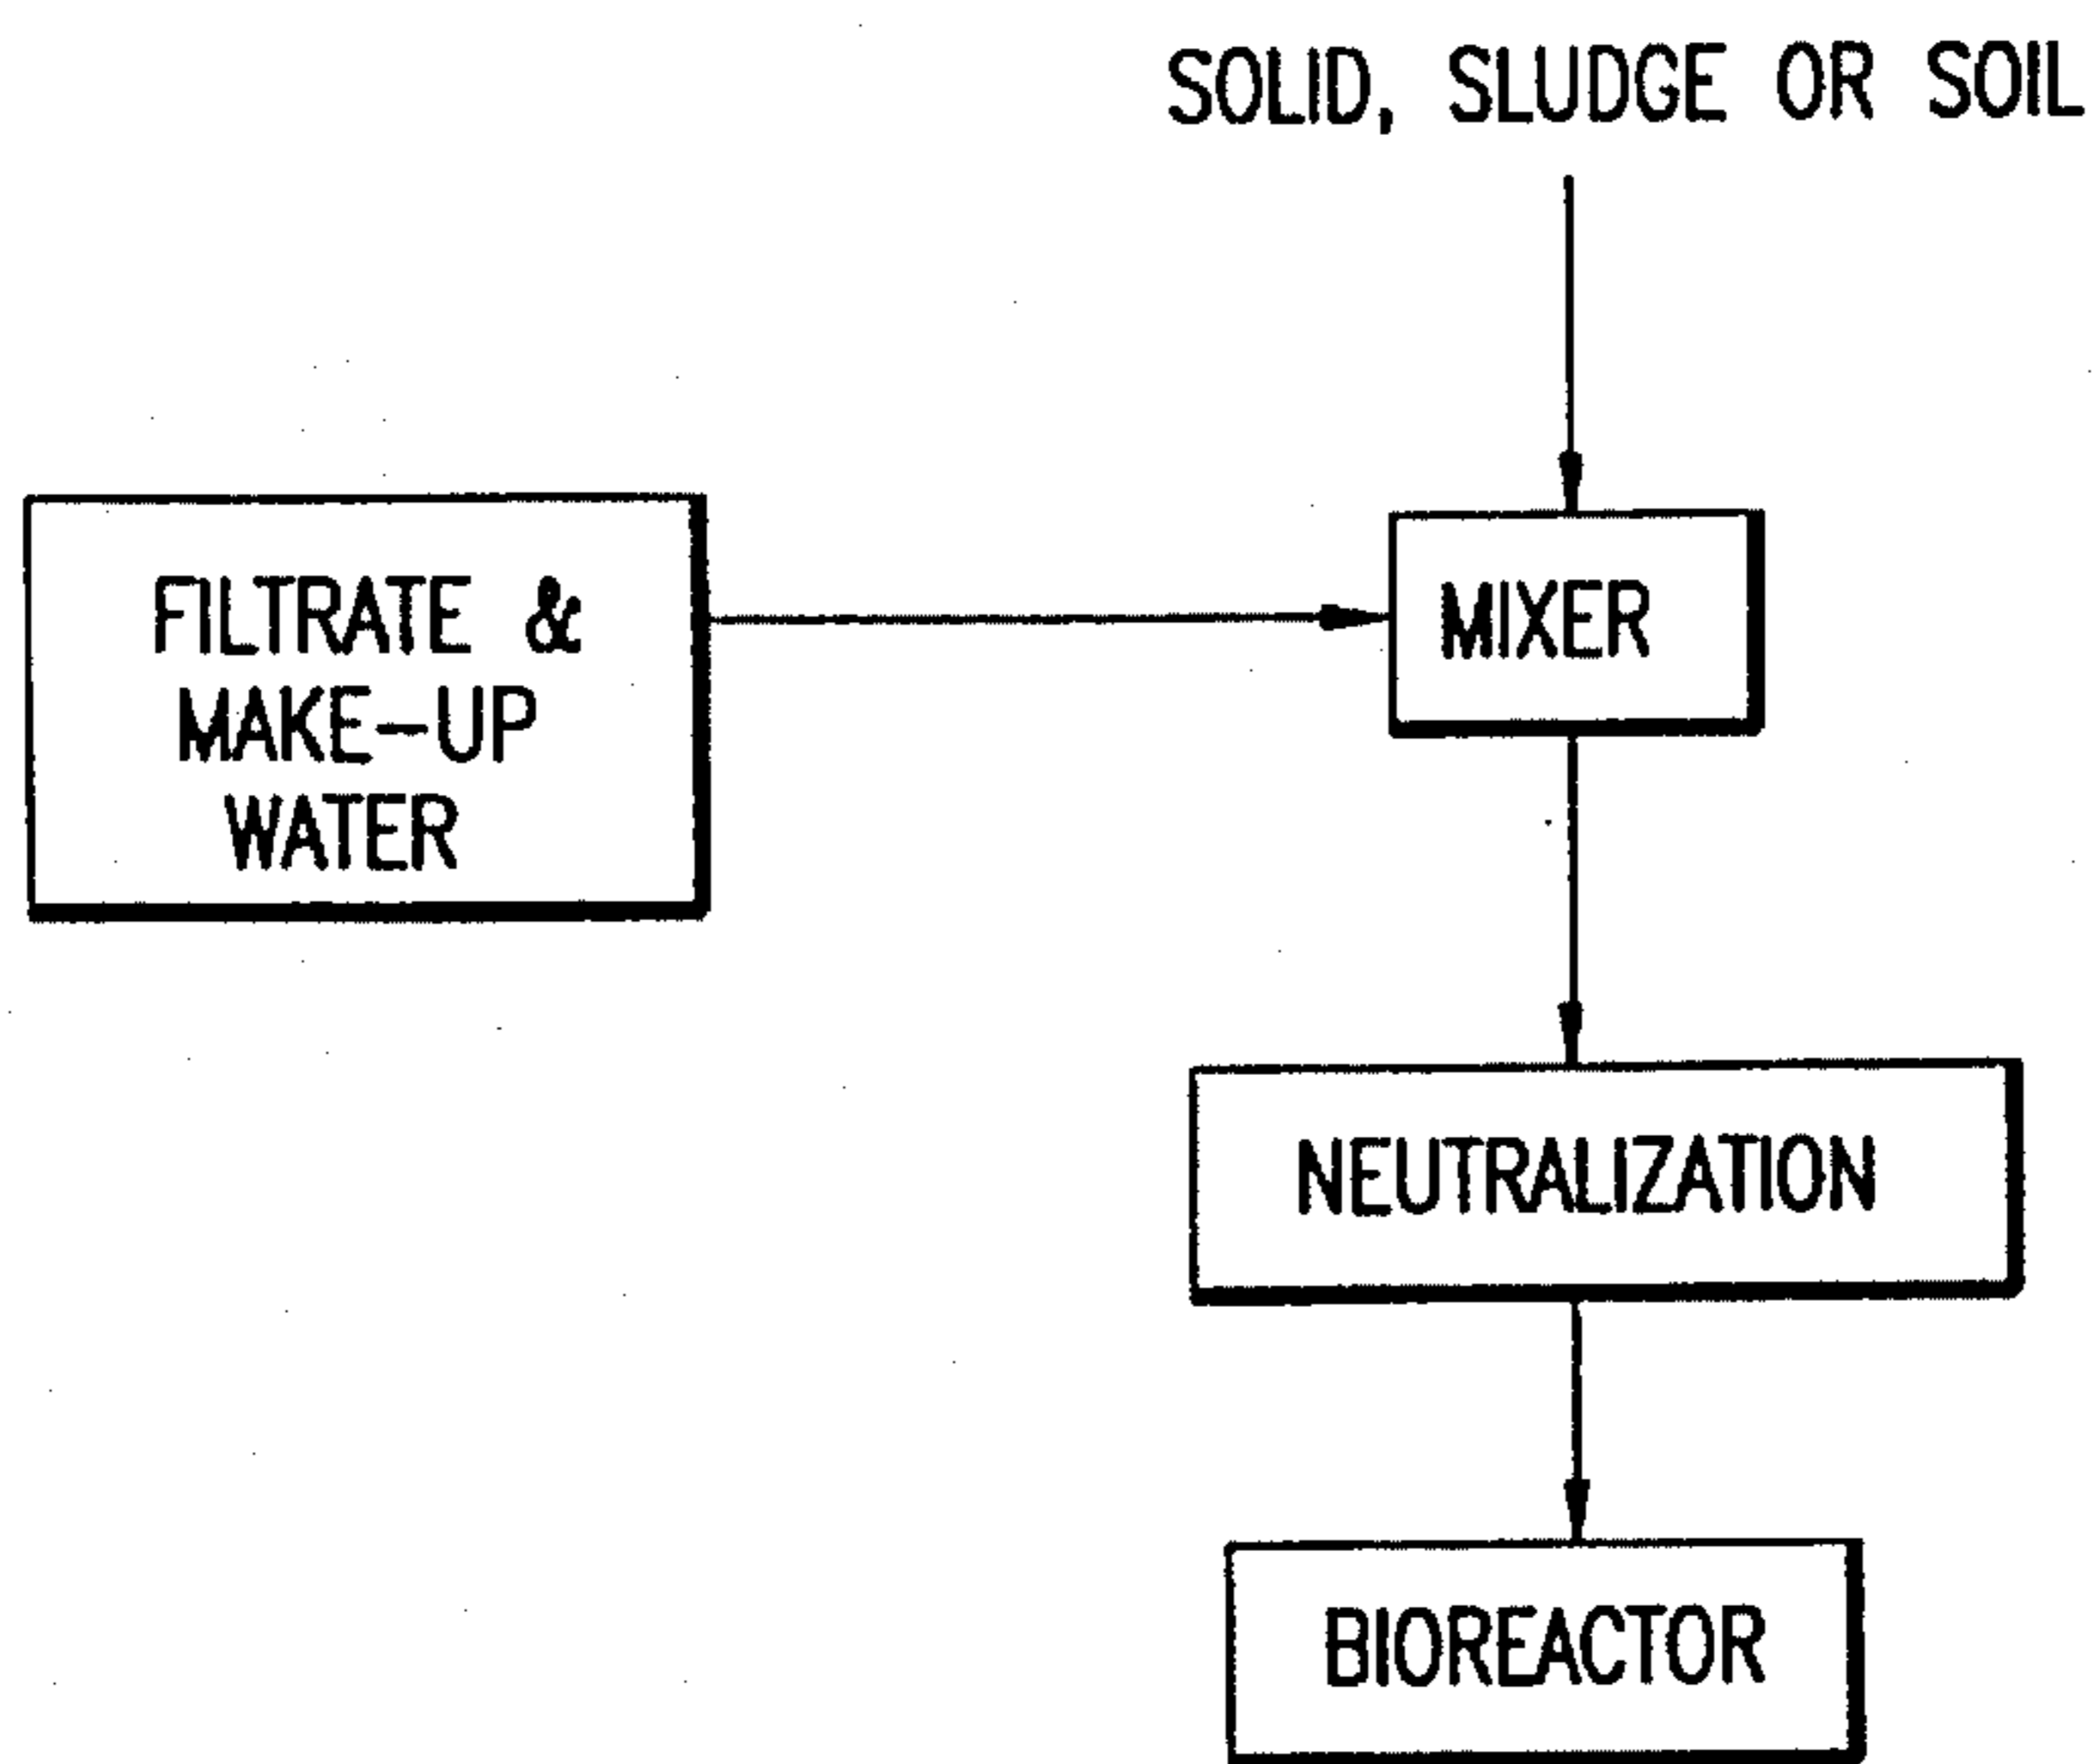 SOLID, SLUDGE OR SOIL
FILTRATE &
MAKE-UP
WATER
MIXER
NEUTRALIZATION
BIOREACTOR